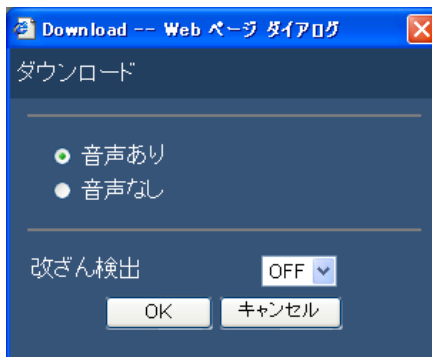 Download -- Web ページ ダイアログ
ダウンロード
音声あり
音声なし
改ざん検出 OFF
OK キャンセル